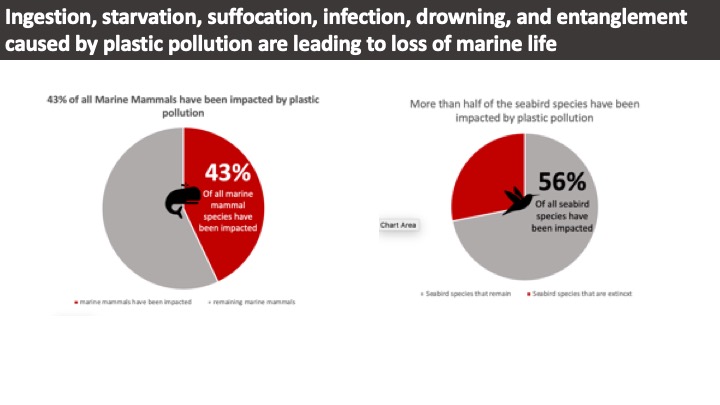 Ingestion, starvation, suffocation, infection, drowning, and entanglement
caused by plastic pollution are leading to loss of marine life
43% of all Marine Mammals have been impacted by plastic
pollution
43%
Of all marine
mammal
species have
been impacted
marine mammals have been impacted
remaining marine mammals
More than half of the seabird species have been
impacted by plastic pollution
56%
Of all seabird
species have
been impacted
Chart Area
Seabird species that remain
Seabird species that are extincet